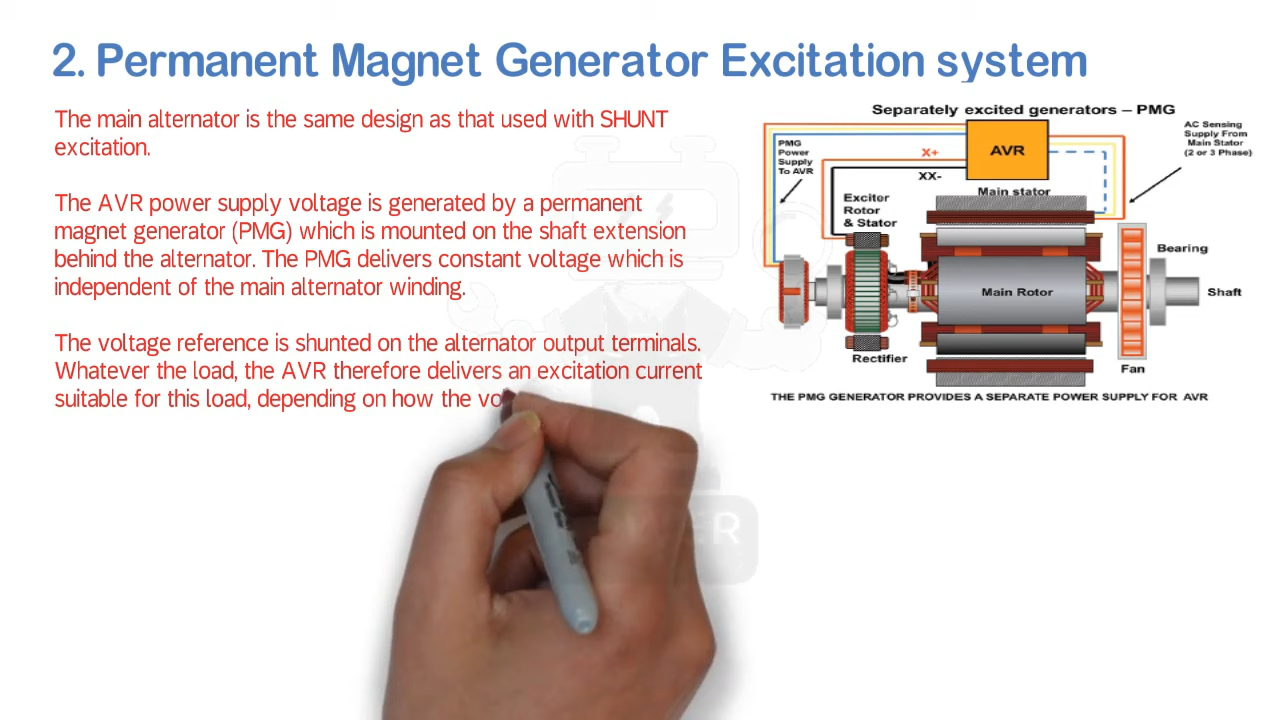 2. Permanent Magnet Generator Excitation system
The main alternator is the same design as that used with SHUNT
excitation.
The AVR power supply voltage is generated by a permanent
magnet generator (PMG) which is mounted on the shaft extension
behind the alternator. The PMG delivers constant voltage which is
independent of the main alternator winding.
The voltage reference is shunted on the alternator output terminals.
Whatever the load, the AVR therefore delivers an excitation current
suitable for this load, depending on how the vo
Separately excited generators – PMG
AC Sensing
Supply From
Main Stator
(2 or 3 Phase)
PMG
Power
Supply
To AVR
X+
XX-
AVR
Main stator
Exciter
Rotor
& Stator
Bearing
Main Rotor
Shaft
Rectifier
Fan
THE PMG GENERATOR PROVIDES A SEPARATE POWER SUPPLY FOR AVR